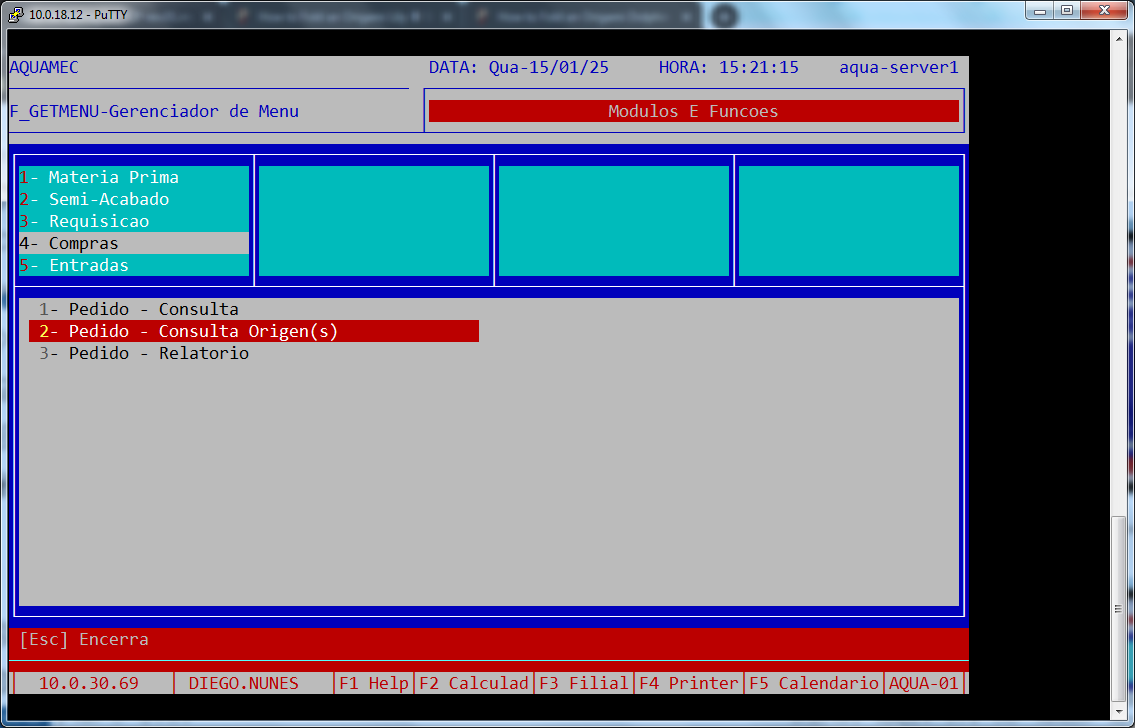 10.0.18.12 - PuTTY
AQUAMEC DATA: Qua-15/01/25 HORA: 15:21:15 aqua-server1
F_GETMENU-Gerenciador de Menu Modulos E Funcoes
1- Materia Prima
2- Semi-Acabado
3- Requisicao
4- Compras
5- Entradas
1- Pedido - Consulta
2- Pedido - Consulta Origen(s)
3- Pedido - Relatorio
[Esc] Encerra
10.0.30.69 DIEGO.NUNES F1 Help F2 Calculad F3 Filial F4 Printer F5 Calendario AQUA-01